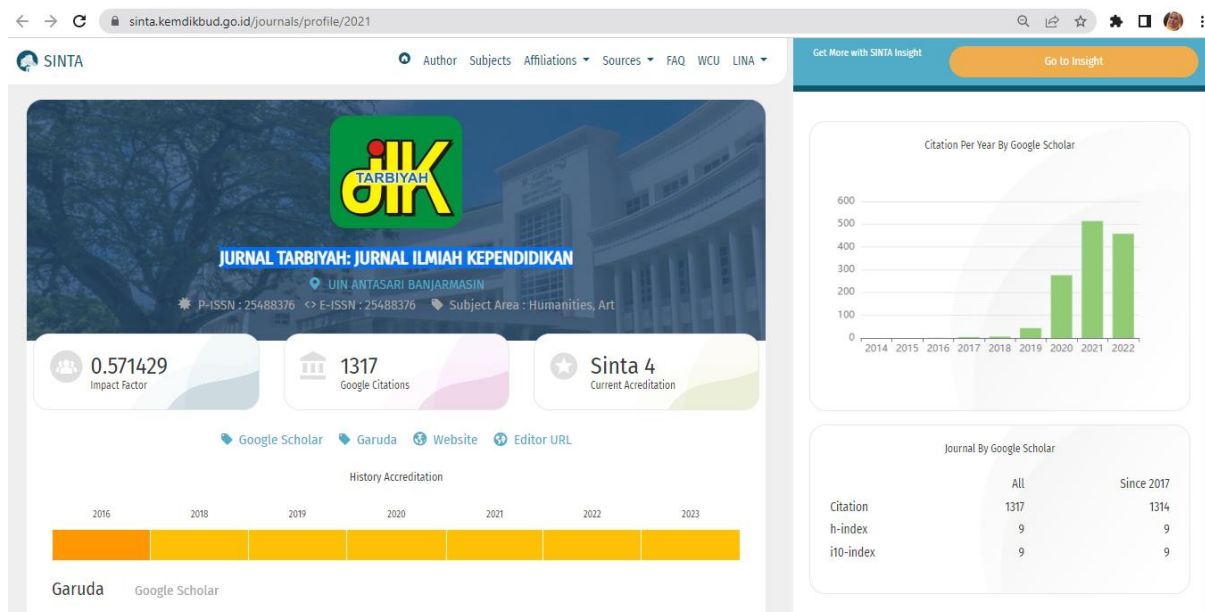 sinta.kemdikbud.go.id/journals/profile/2021
SINTA
Author Subjects Affiliations Sources FAQ WCU LINA
Get More with SINTA Insight
Go to Insight
JIK
TARBIYAH
JURNAL TARBIYAH: JURNAL ILMIAH KEPENDIDIKAN
UIN ANTASARI BANJARMASIN
P-ISSN : 25488376 <> E-ISSN : 25488376 Subject Area : Humanities, Art
0.571429
Impact Factor
1317
Google Citations
Sinta 4
Current Acreditation
Google Scholar Garuda Website Editor URL
History Accreditation
2016 2018 2019 2020 2021 2022 2023
Garuda Google Scholar
Citation Per Year By Google Scholar
600
500
400
300
200
100
0
2014 2015 2016 2017 2018 2019 2020 2021 2022
Journal By Google Scholar
All Since 2017
Citation 1317 1314
h-index 9 9
i10-index 9 9